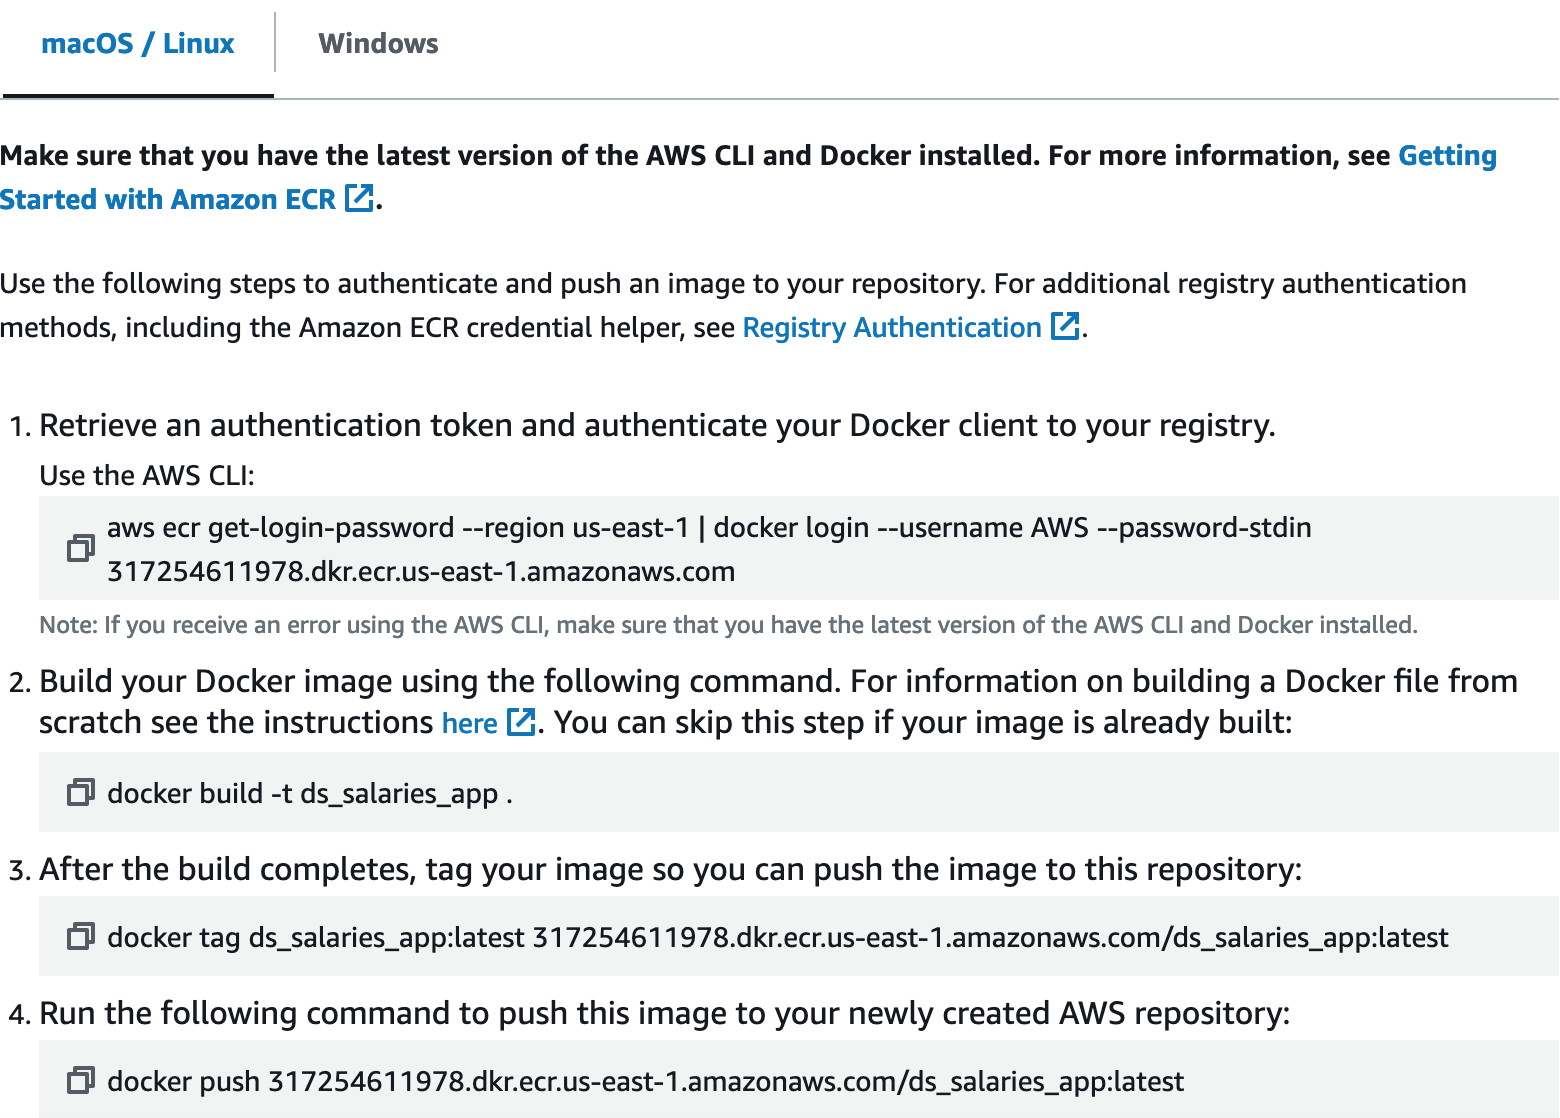 macOS / Linux
Windows
Make sure that you have the latest version of the AWS CLI and Docker installed. For more information, see Getting
Started with Amazon ECR.
Use the following steps to authenticate and push an image to your repository. For additional registry authentication
methods, including the Amazon ECR credential helper, see Registry Authentication.
1. Retrieve an authentication token and authenticate your Docker client to your registry.
Use the AWS CLI:
aws ecr get-login-password --region us-east-1 | docker login --username AWS --password-stdin
317254611978.dkr.ecr.us-east-1.amazonaws.com
Note: If you receive an error using the AWS CLI, make sure that you have the latest version of the AWS CLI and Docker installed.
2. Build your Docker image using the following command. For information on building a Docker file from
scratch see the instructions here. You can skip this step if your image is already built:
docker build -t ds_salaries_app .
3. After the build completes, tag your image so you can push the image to this repository:
docker tag ds_salaries_app:latest 317254611978.dkr.ecr.us-east-1.amazonaws.com/ds_salaries_app:latest
4. Run the following command to push this image to your newly created AWS repository:
docker push 317254611978.dkr.ecr.us-east-1.amazonaws.com/ds_salaries_app:latest